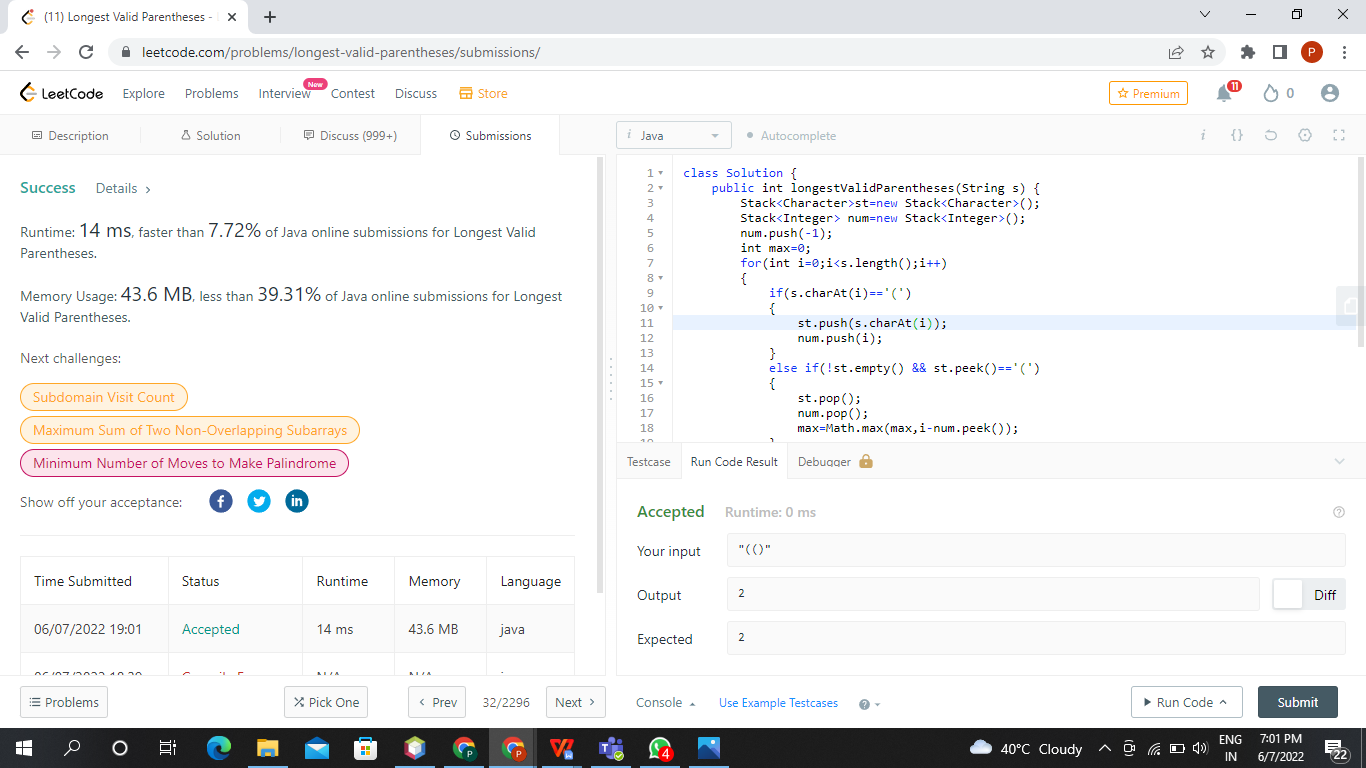 (11) Longest Valid Parentheses -
leetcode.com/problems/longest-valid-parentheses/submissions/
P
LeetCode Explore Problems Interview New Contest Discuss Store
Premium 11 0
Description Solution Discuss (999+) Submissions
i Java Autocomplete i {}
Success Details >
Runtime: 14 ms, faster than 7.72% of Java online submissions for Longest Valid
Parentheses.
Memory Usage: 43.6 MB, less than 39.31% of Java online submissions for Longest
Valid Parentheses.
Next challenges:
Subdomain Visit Count
Maximum Sum of Two Non-Overlapping Subarrays
Minimum Number of Moves to Make Palindrome
Show off your acceptance: f in
Time Submitted Status Runtime Memory Language
06/07/2022 19:01 Accepted 14 ms 43.6 MB java
1 class Solution {
2 public int longestValidParentheses(String s) {
3 Stack<Character>st=new Stack<Character>();
4 Stack<Integer> num=new Stack<Integer>();
5 num.push(-1);
6 int max=0;
7 for(int i=0;i<s.length();i++)
8 {
9 if(s.charAt(i)=='(')
10 {
11 st.push(s.charAt(i));
12 num.push(i);
13 }
14 else if(!st.empty() && st.peek()=='(')
15 {
16 st.pop();
17 num.pop();
18 max=Math.max(max,i-num.peek());
Testcase Run Code Result Debugger
Accepted Runtime: 0 ms
Your input "(()"
Output 2 Diff
Expected 2
Problems Pick One < Prev 32/2296 Next >
Console Use Example Testcases ? Run Code Submit
P P W T 4
40°C Cloudy
ENG
IN
7:01 PM
6/7/2022
22